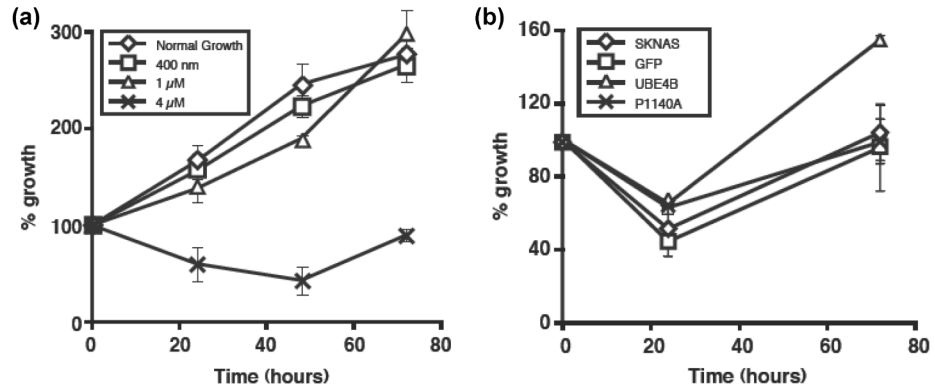 (a)
300
200
100
0
% growth
Normal Growth
400 nm
1 µM
4 µM
0 20 40 60 80
Time (hours)
(b)
160
120
80
40
0
% growth
SKNAS
GFP
UBE4B
P1140A
0 20 40 60 80
Time (hours)